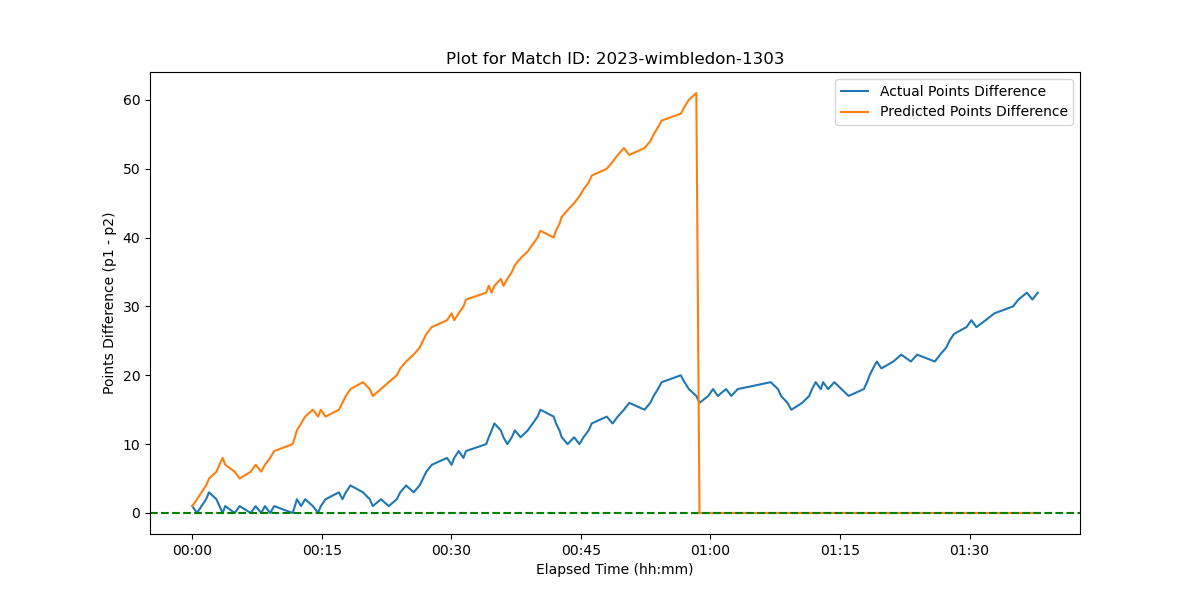 Plot for Match ID: 2023-wimbledon-1303
Actual Points Difference
Predicted Points Difference
Points Difference (p1 - p2)
60
50
40
30
20
10
0
00:00 00:15 00:30 00:45 01:00 01:15 01:30
Elapsed Time (hh:mm)